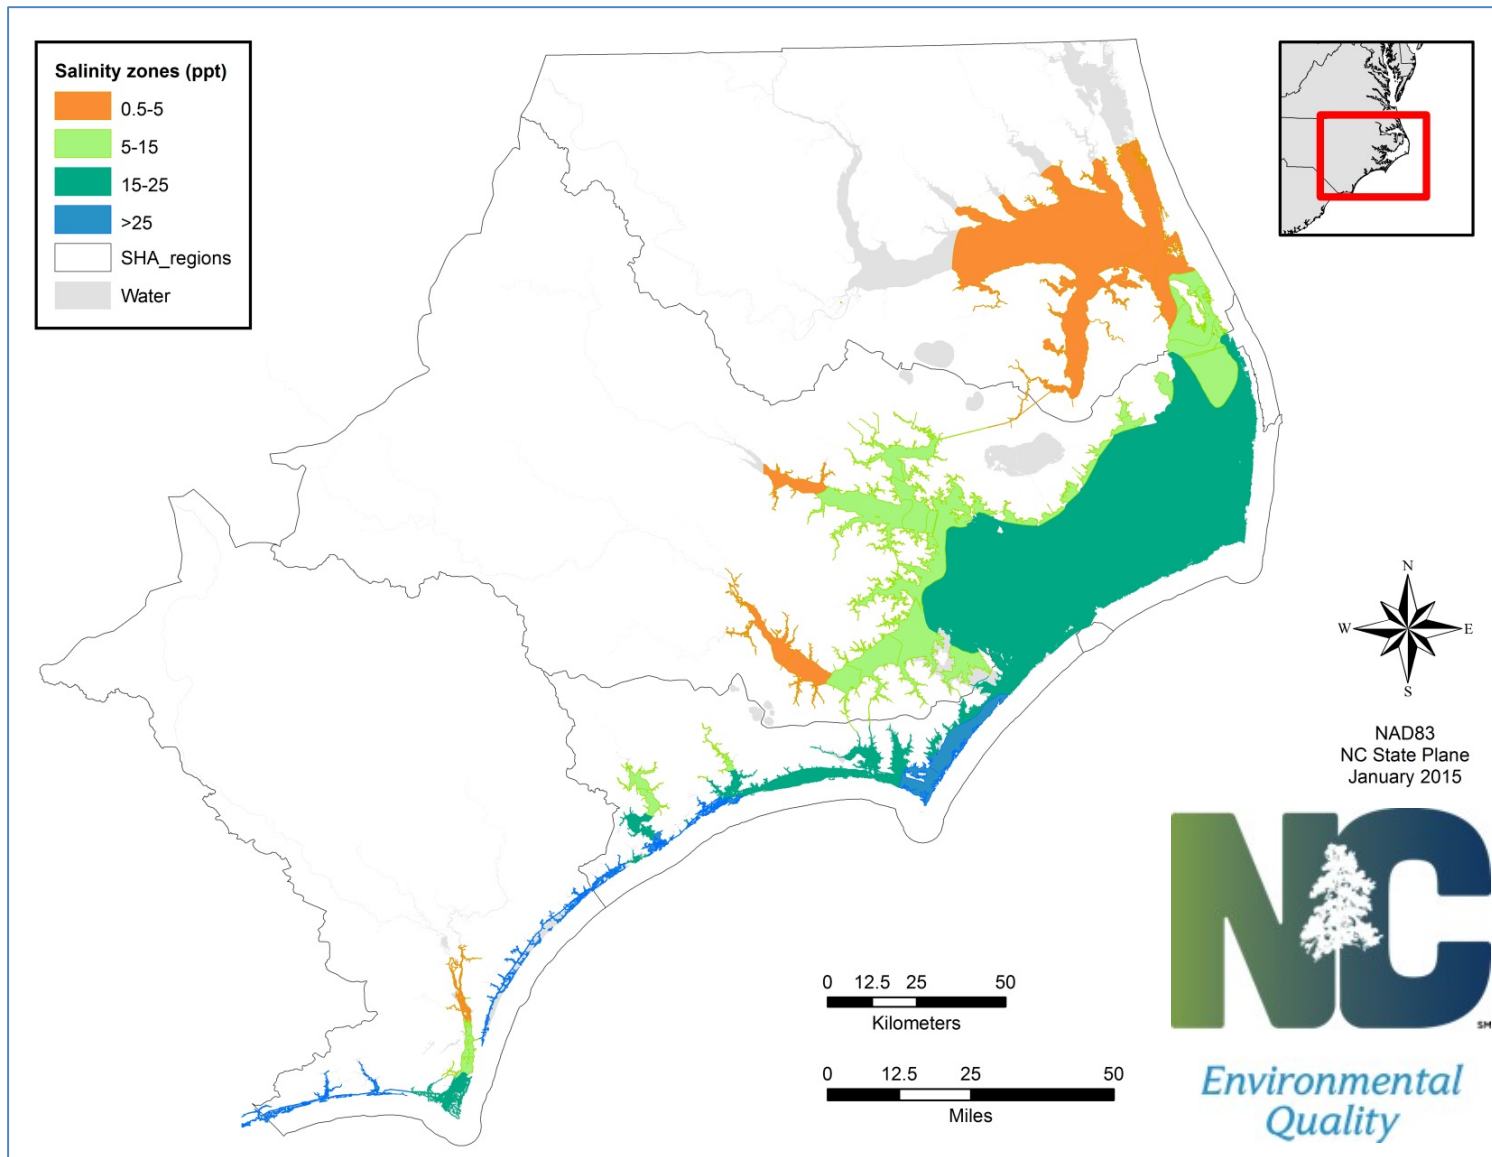 Salinity zones (ppt)
0.5-5
5-15
15-25
>25
SHA_regions
Water
N
W E
S
NAD83
NC State Plane
January 2015
0 12.5 25 50
Kilometers
0 12.5 25 50
Miles
NC
SM
Environmental
Quality